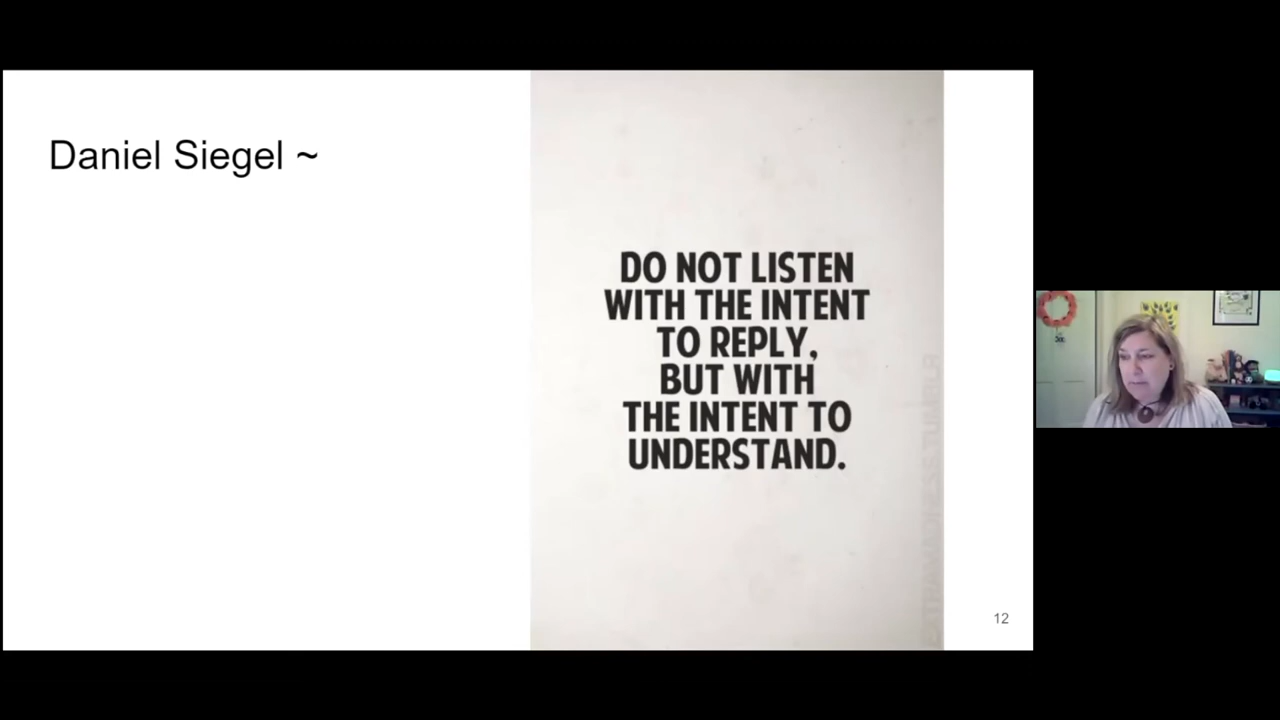 Daniel Siegel ~
DO NOT LISTEN
WITH THE INTENT
TO REPLY,
BUT WITH
THE INTENT TO
UNDERSTAND.
12